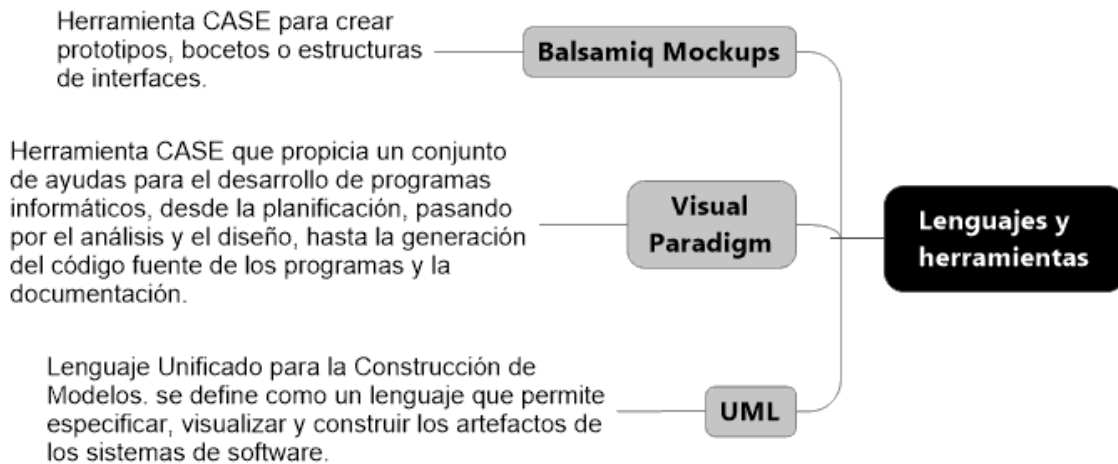 Herramienta CASE para crear
prototipos, bocetos o estructuras
de interfaces.
Balsamiq Mockups
Herramienta CASE que propicia un conjunto
de ayudas para el desarrollo de programas
informáticos, desde la planificación, pasando
por el análisis y el diseño, hasta la generación
del código fuente de los programas y la
documentación.
Visual
Paradigm
Lenguajes y
herramientas
Lenguaje Unificado para la Construcción de
Modelos. se define como un lenguaje que permite
especificar, visualizar y construir los artefactos de
los sistemas de software.
UML